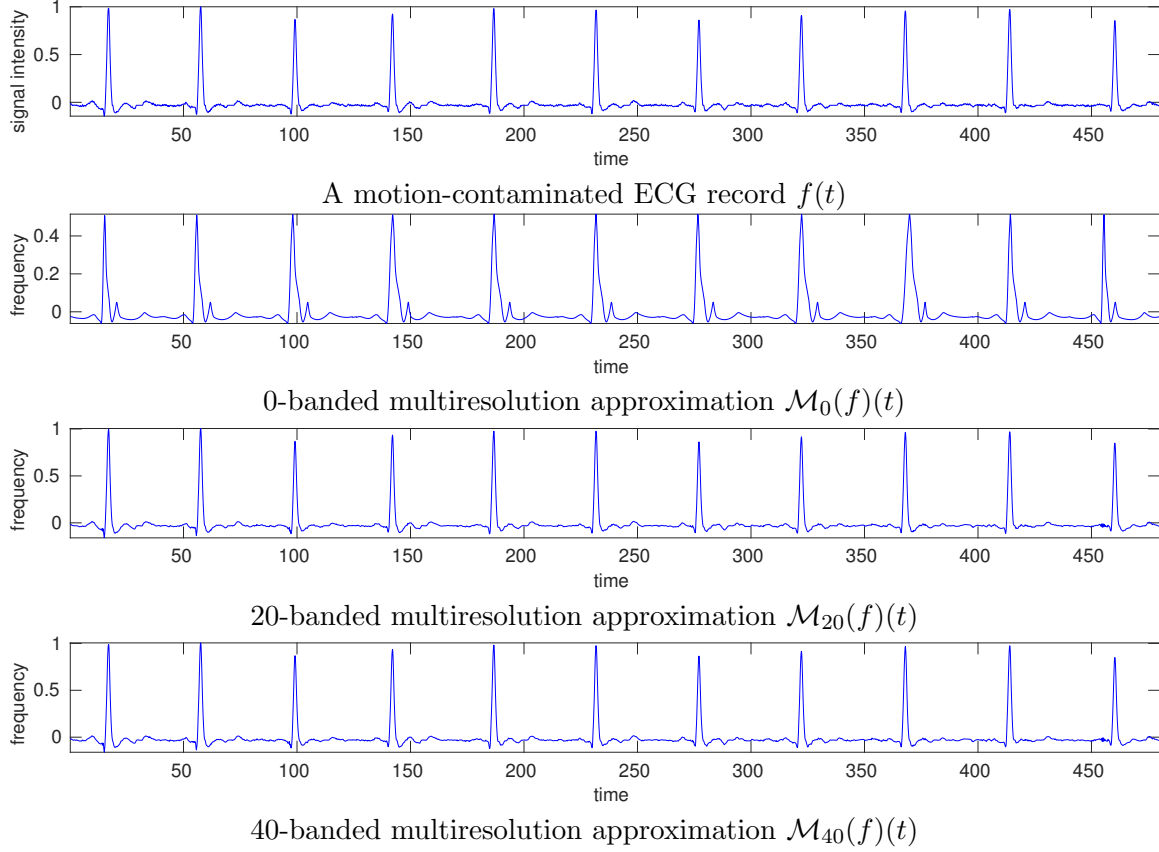 1
0.5
0
signal intensity
50 100 150 200 250 300 350 400 450
time
A motion-contaminated ECG record f(t)
0.4
0.2
0
frequency
50 100 150 200 250 300 350 400 450
time
0-banded multiresolution approximation M₀(f)(t)
1
0.5
0
frequency
50 100 150 200 250 300 350 400 450
time
20-banded multiresolution approximation M₂₀(f)(t)
1
0.5
0
frequency
50 100 150 200 250 300 350 400 450
time
40-banded multiresolution approximation M₄₀(f)(t)